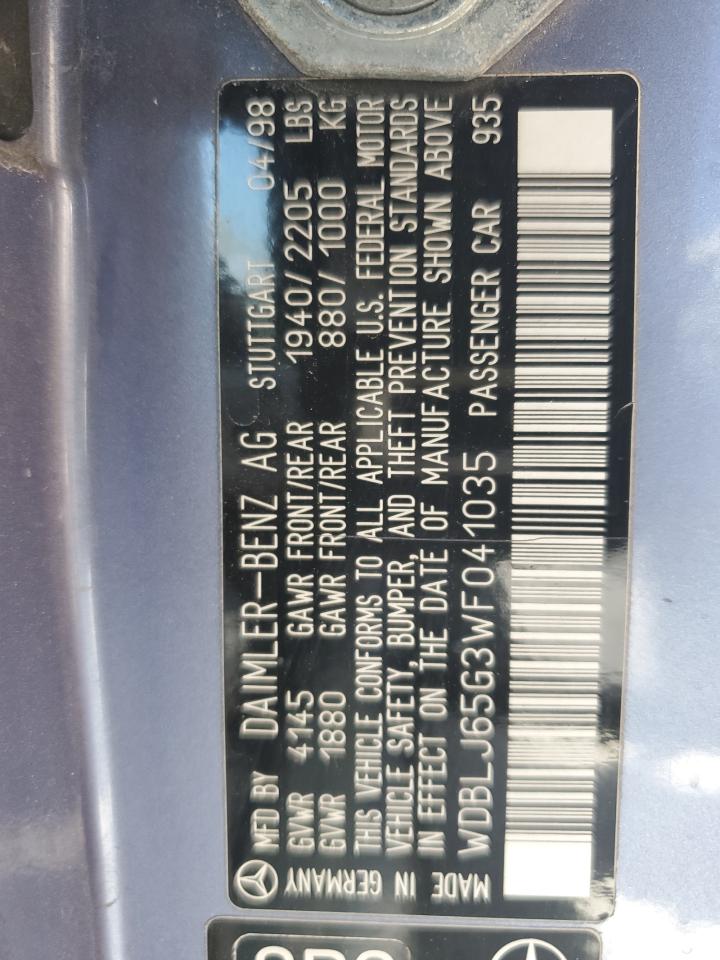 MFD BY DAIMLER-BENZ AG STUTTGART 04/98
GVWR 4145 GAWR FRONT/REAR 1940/2205 LBS
GVWR 1880 GAWR FRONT/REAR 880/1000 KG
THIS VEHICLE CONFORMS TO ALL APPLICABLE U.S. FEDERAL MOTOR
VEHICLE SAFETY, BUMPER, AND THEFT PREVENTION STANDARDS
IN EFFECT ON THE DATE OF MANUFACTURE SHOWN ABOVE
WDBLJ65G3WF041035 PASSENGER CAR 935
MADE IN GERMANY